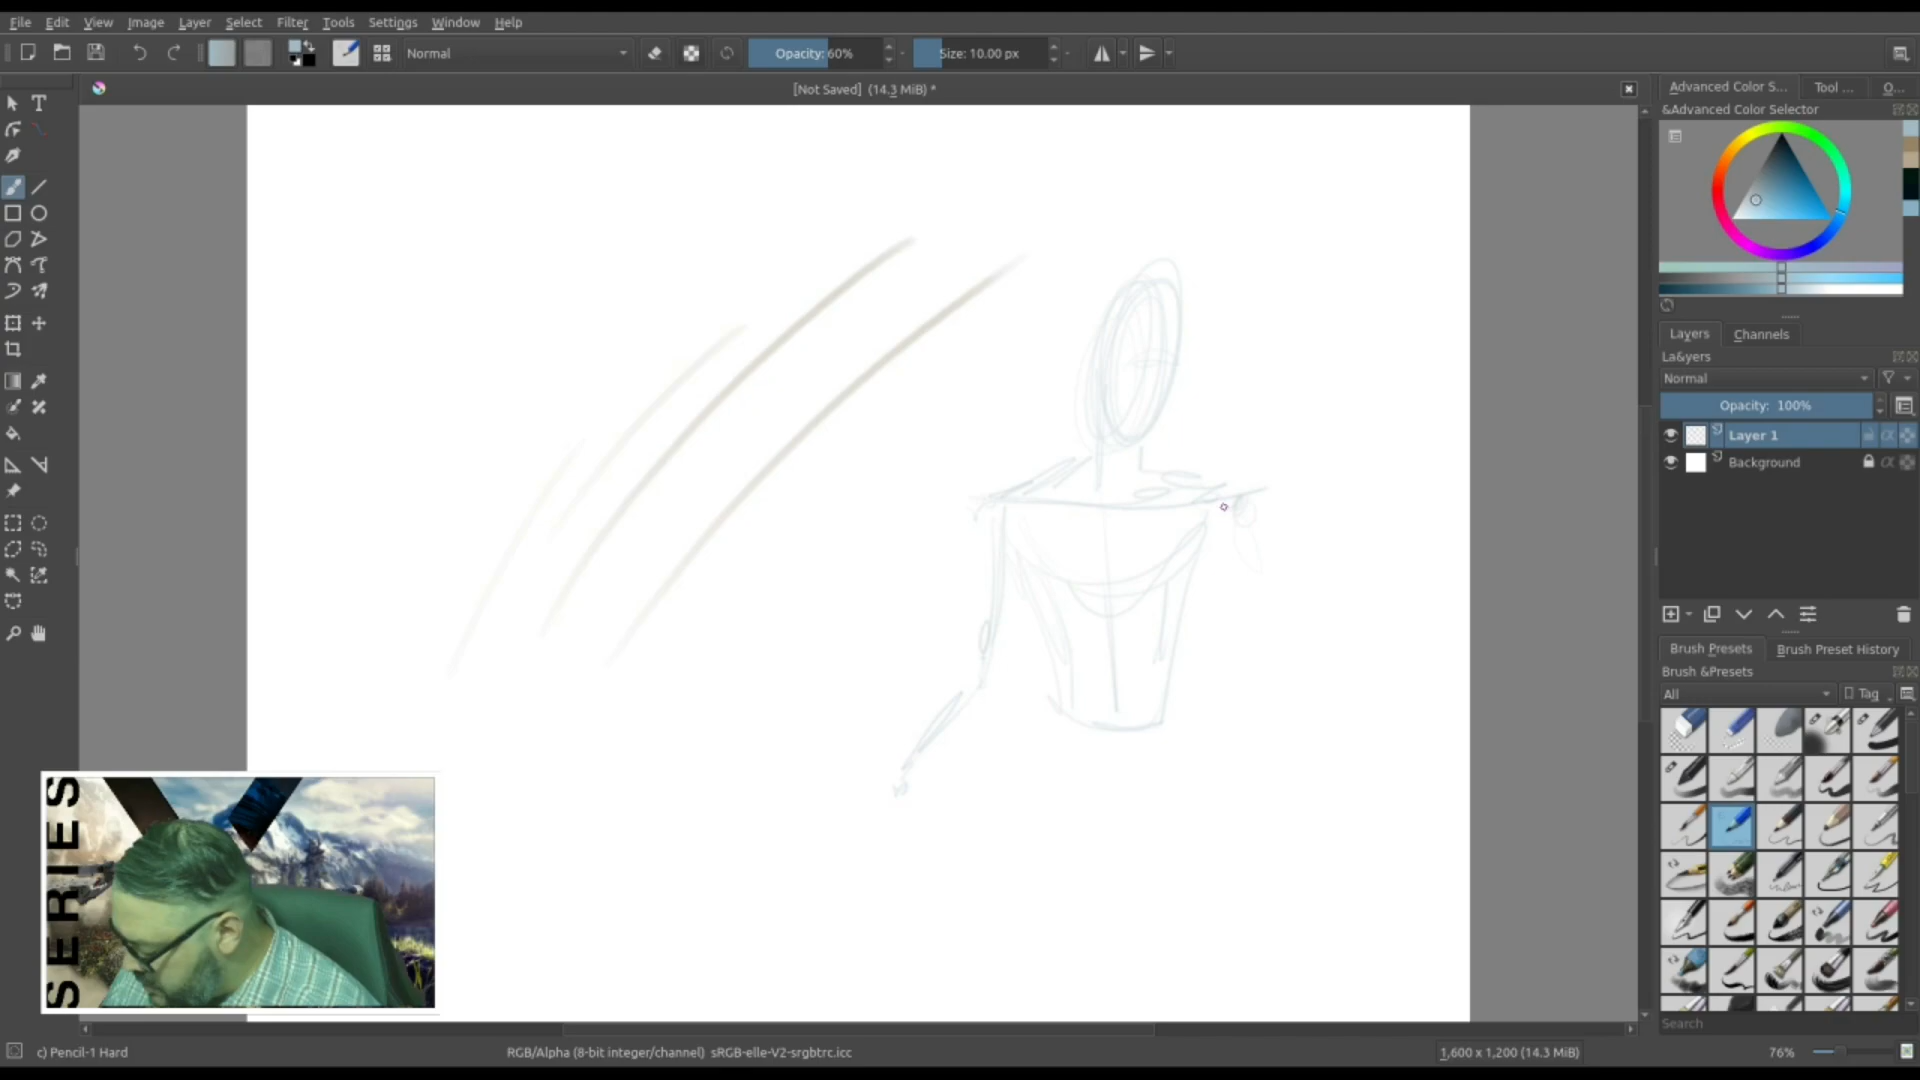 File Edit View Image Layer Select Filter Tools Settings Window Help
Normal Opacity: 60% Size: 10.00 px
[Not Saved] (14.3 MiB) *
Advanced Color S... Tool ... O...
&Advanced Color Selector
Layers Channels
La&yers
Normal
Opacity: 100%
Layer 1
Background
Brush Presets Brush Preset History
Brush &Presets
All Tag
Search
SERIES
c) Pencil-1 Hard RGB/Alpha (8-bit integer/channel) sRGB-elle-V2-srgbtrc.icc 1,600 x 1,200 (14.3 MiB) 76%